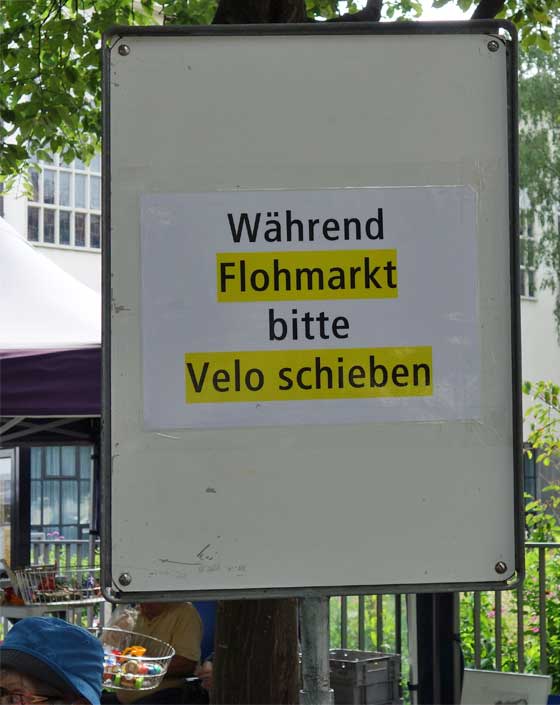 Während
Flohmarkt
bitte
Velo schieben